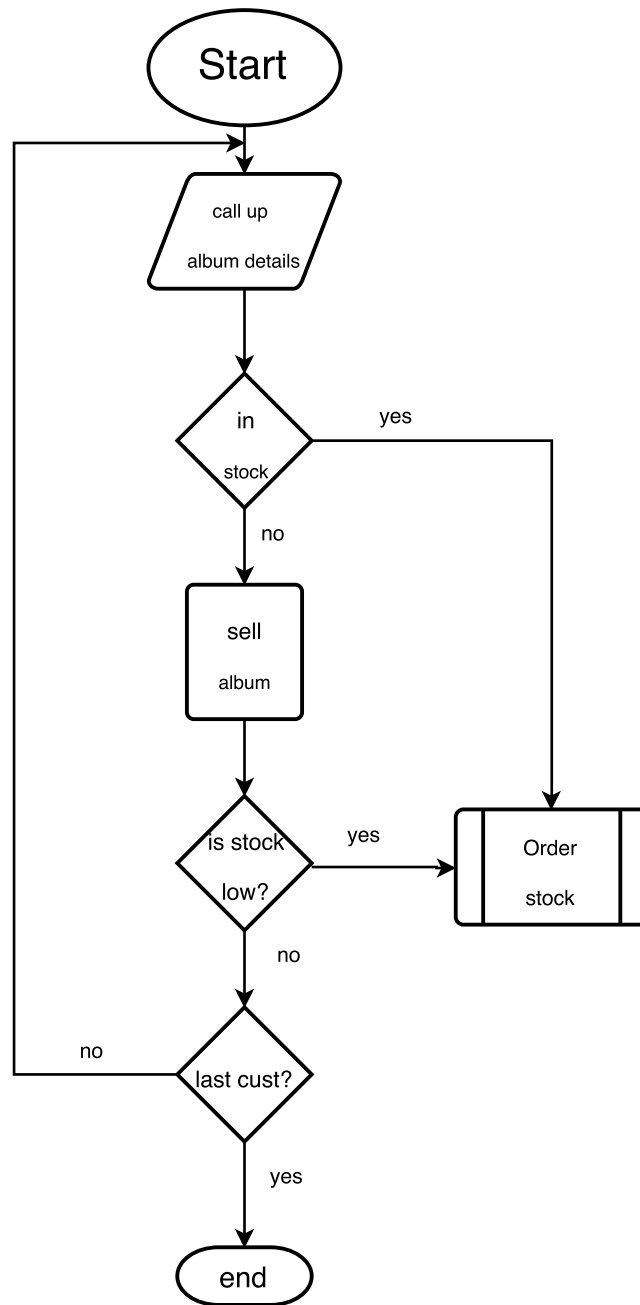 Start
call up
album details
in
stock
yes
no
sell
album
is stock
low?
yes
Order
stock
no
last cust?
no
yes
end